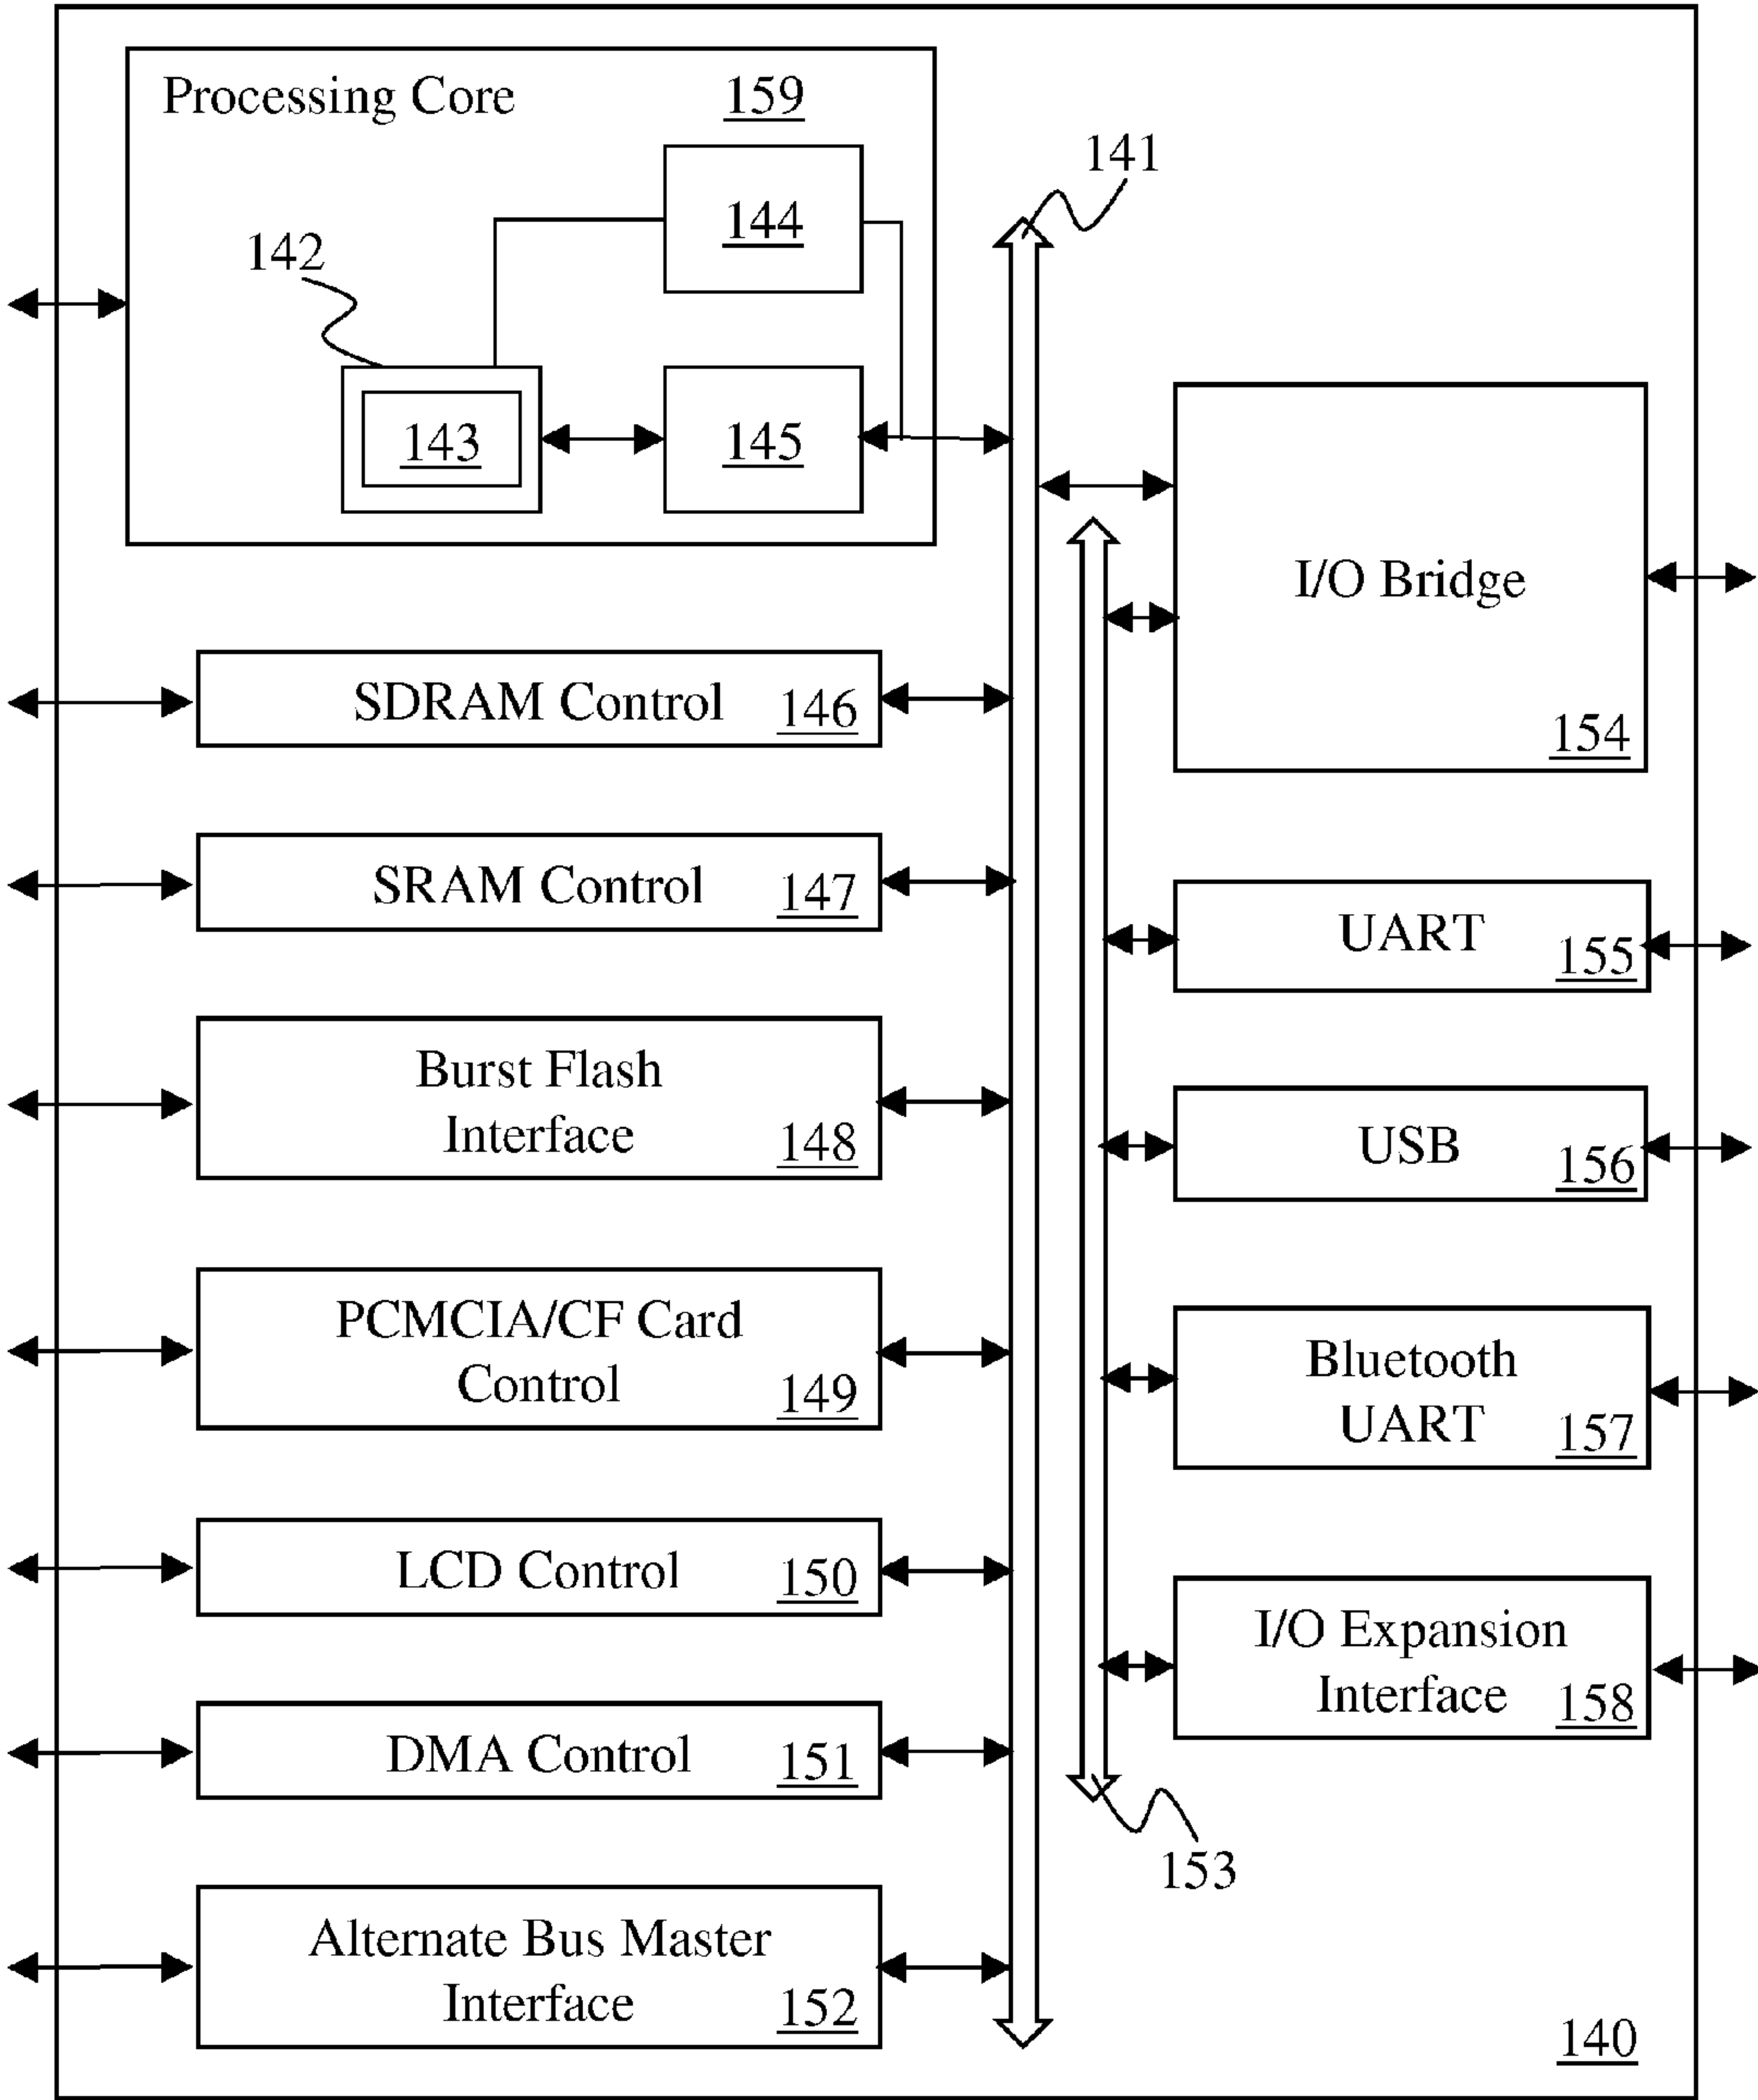 Processing Core 159
141
144
142
143
145
I/O Bridge
154
SDRAM Control 146
SRAM Control 147
UART 155
Burst Flash
Interface 148
USB 156
PCMCIA/CF Card
Control 149
Bluetooth
UART 157
LCD Control 150
I/O Expansion
Interface 158
DMA Control 151
153
Alternate Bus Master
Interface 152
140